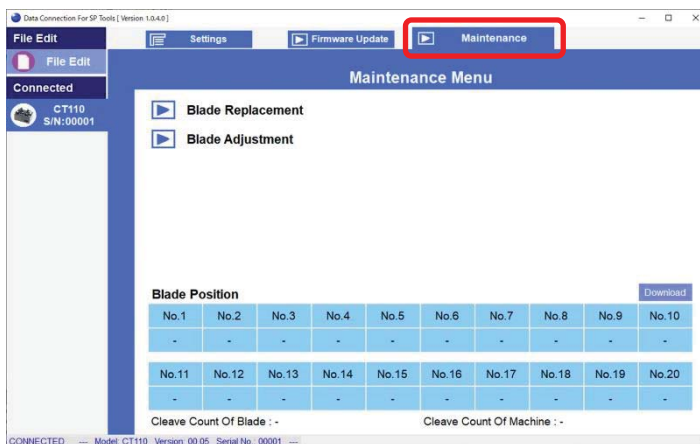 Data Connection For SP Tools [ Version 1.0.4.0 ]
File Edit
Settings
Firmware Update
Maintenance
File Edit
Connected
CT110
S/N:00001
Maintenance Menu
Blade Replacement
Blade Adjustment
Blade Position
Download
No.1 No.2 No.3 No.4 No.5 No.6 No.7 No.8 No.9 No.10
- - - - - - - - - -
No.11 No.12 No.13 No.14 No.15 No.16 No.17 No.18 No.19 No.20
- - - - - - - - - -
Cleave Count Of Blade : - Cleave Count Of Machine : -
CONNECTED --- Model: CT110 Version: 00.05 Serial No.: 00001 ---